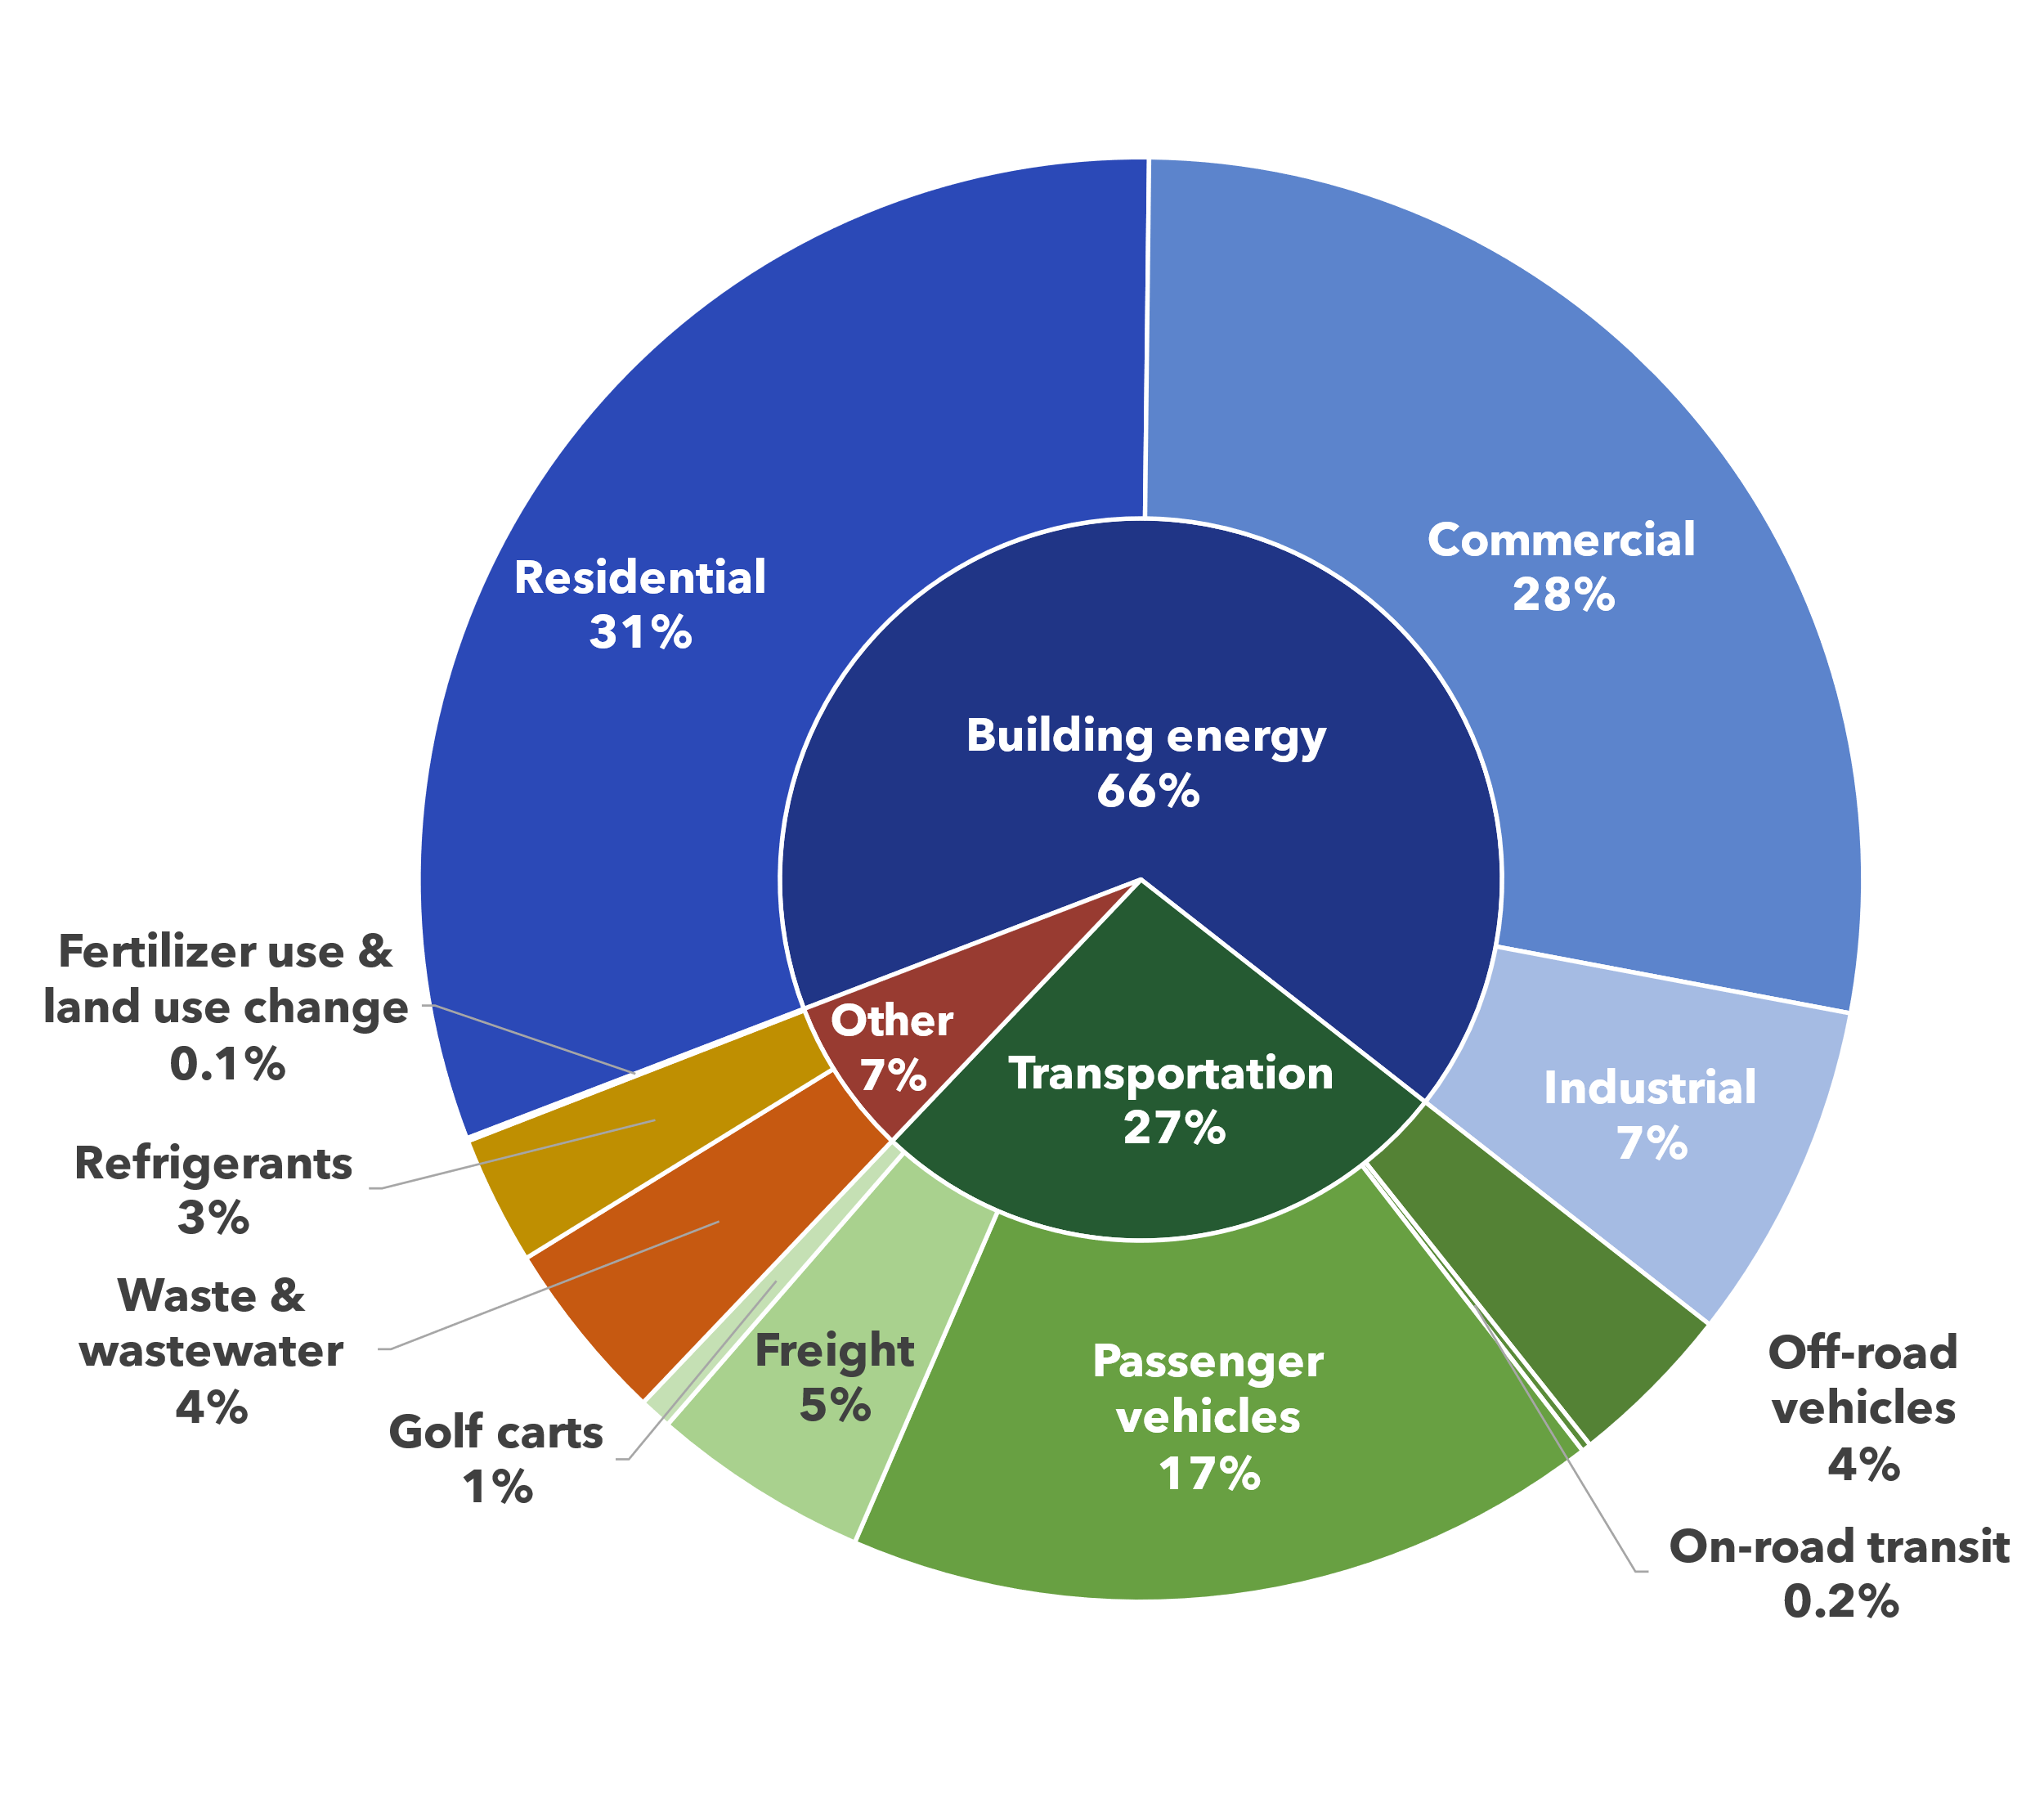 Commercial
28%
Residential
31%
Building energy
66%
Fertilizer use &
land use change
0.1%
Other
7%
Transportation
27%
Industrial
7%
Refrigerants
3%
Waste &
wastewater
4%
Golf carts
1%
Freight
5%
Passenger
vehicles
17%
Off-road
vehicles
4%
On-road transit
0.2%